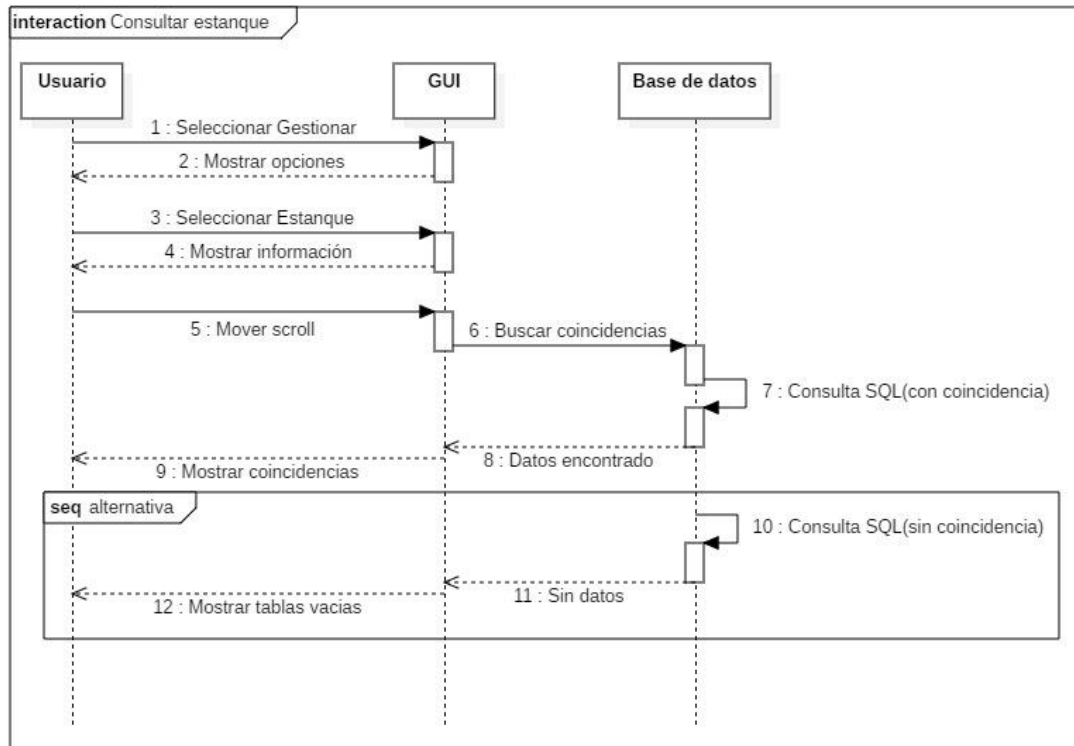 interaction Consultar estanque
Usuario
GUI
Base de datos
1 : Seleccionar Gestionar
2 : Mostrar opciones
3 : Seleccionar Estanque
4 : Mostrar información
5 : Mover scroll
6 : Buscar coincidencias
7 : Consulta SQL(con coincidencia)
8 : Datos encontrado
9 : Mostrar coincidencias
seq alternativa
10 : Consulta SQL(sin coincidencia)
11 : Sin datos
12 : Mostrar tablas vacias